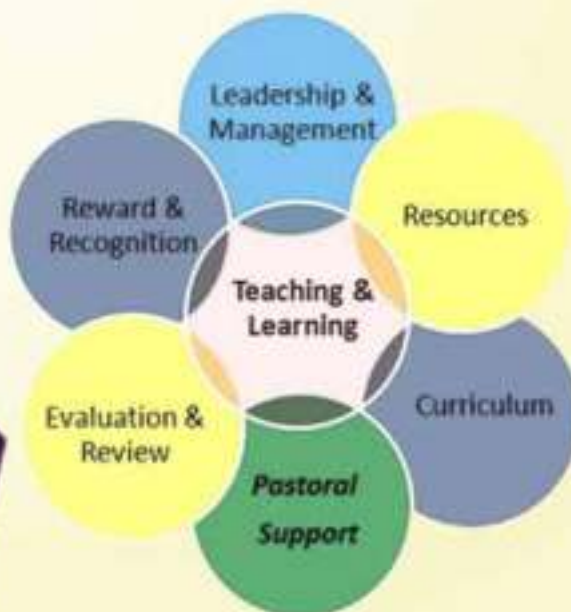 Leadership &
Management
Resources
Curriculum
Pastoral
Support
Evaluation &
Review
Reward &
Recognition
Teaching &
Learning